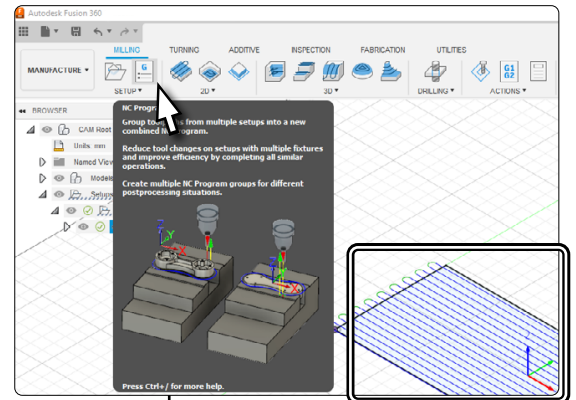 Autodesk Fusion 360
MILLING TURNING ADDITIVE INSPECTION FABRICATION UTILITIES
MANUFACTURE
G
G1
G2
SETUP 2D 3D DRILLING ACTIONS
BROWSER
CAM Root
Units: mm
Named View
Models
Setups
NC Progr
Group from multiple setups into a new
combined NC program.
Reduce tool changes on setups with multiple fixtures
and improve efficiency by completing all similar
operations.
Create multiple NC Program groups for different
postprocessing situations.
Z
Y
X
X
Press Ctrl+/ for more help.